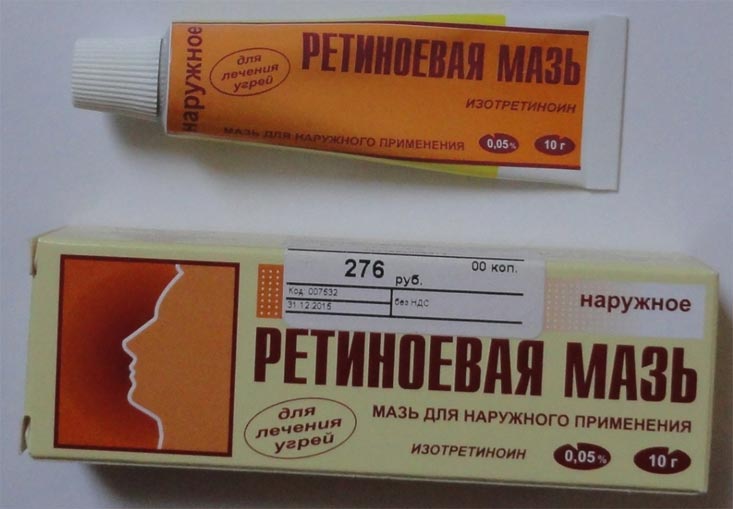 наружное
для
лечения
угрей
РЕТИНОЕВАЯ МАЗЬ
ИЗОТРЕТИНОИН
МАЗЬ ДЛЯ НАРУЖНОГО ПРИМЕНЕНИЯ 0,05% 10 г
276 руб. 00 коп.
Код: 007532
31.12.2015
без НДС
наружное
РЕТИНОЕВАЯ МАЗЬ
для
лечения
угрей
МАЗЬ ДЛЯ НАРУЖНОГО ПРИМЕНЕНИЯ
ИЗОТРЕТИНОИН 0,05% 10 г